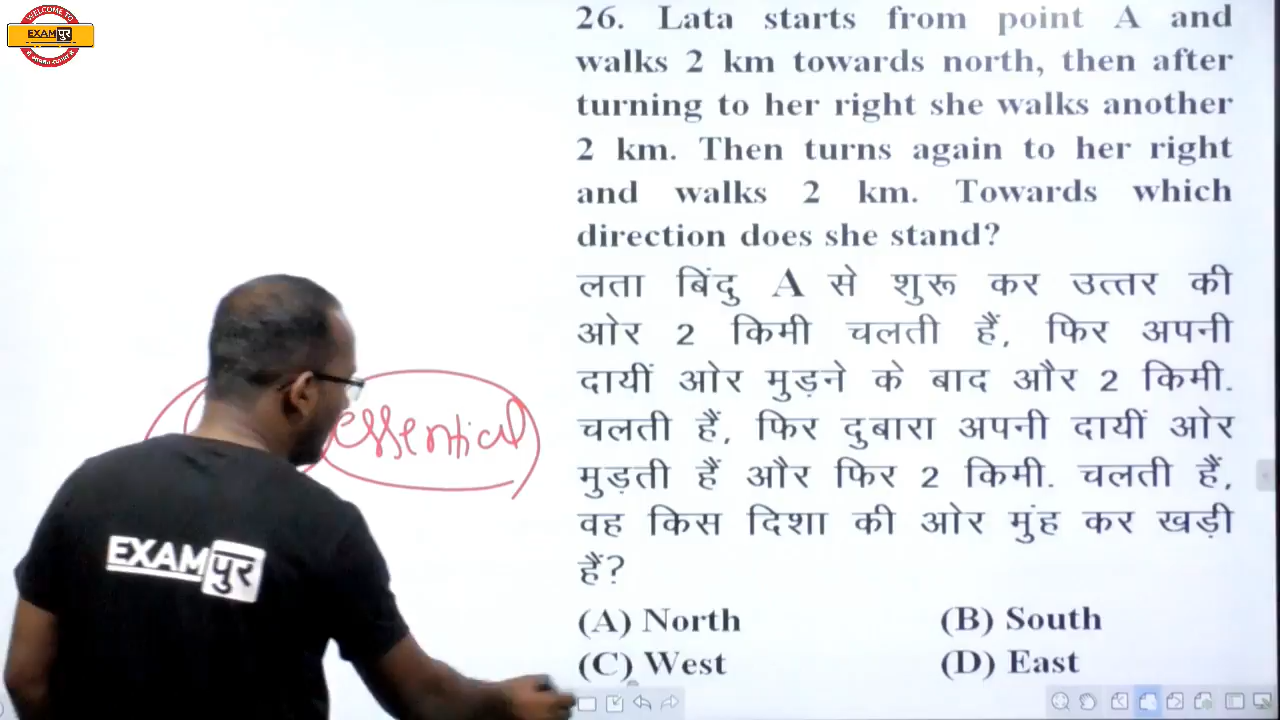 WELCOME TO
EXAMपुर
26. Lata starts from point A and
walks 2 km towards north, then after
turning to her right she walks another
2 km. Then turns again to her right
and walks 2 km. Towards which
direction does she stand?
लता बिंदु A से शुरू कर उत्तर की
ओर 2 किमी चलती हैं, फिर अपनी
दायीं ओर मुड़ने के बाद और 2 किमी.
चलती हैं, फिर दुबारा अपनी दायीं ओर
मुड़ती हैं और फिर 2 किमी. चलती हैं,
वह किस दिशा की ओर मुंह कर खड़ी
हैं?
(A) North (B) South
(C) West (D) East
essential
EXAMपुर